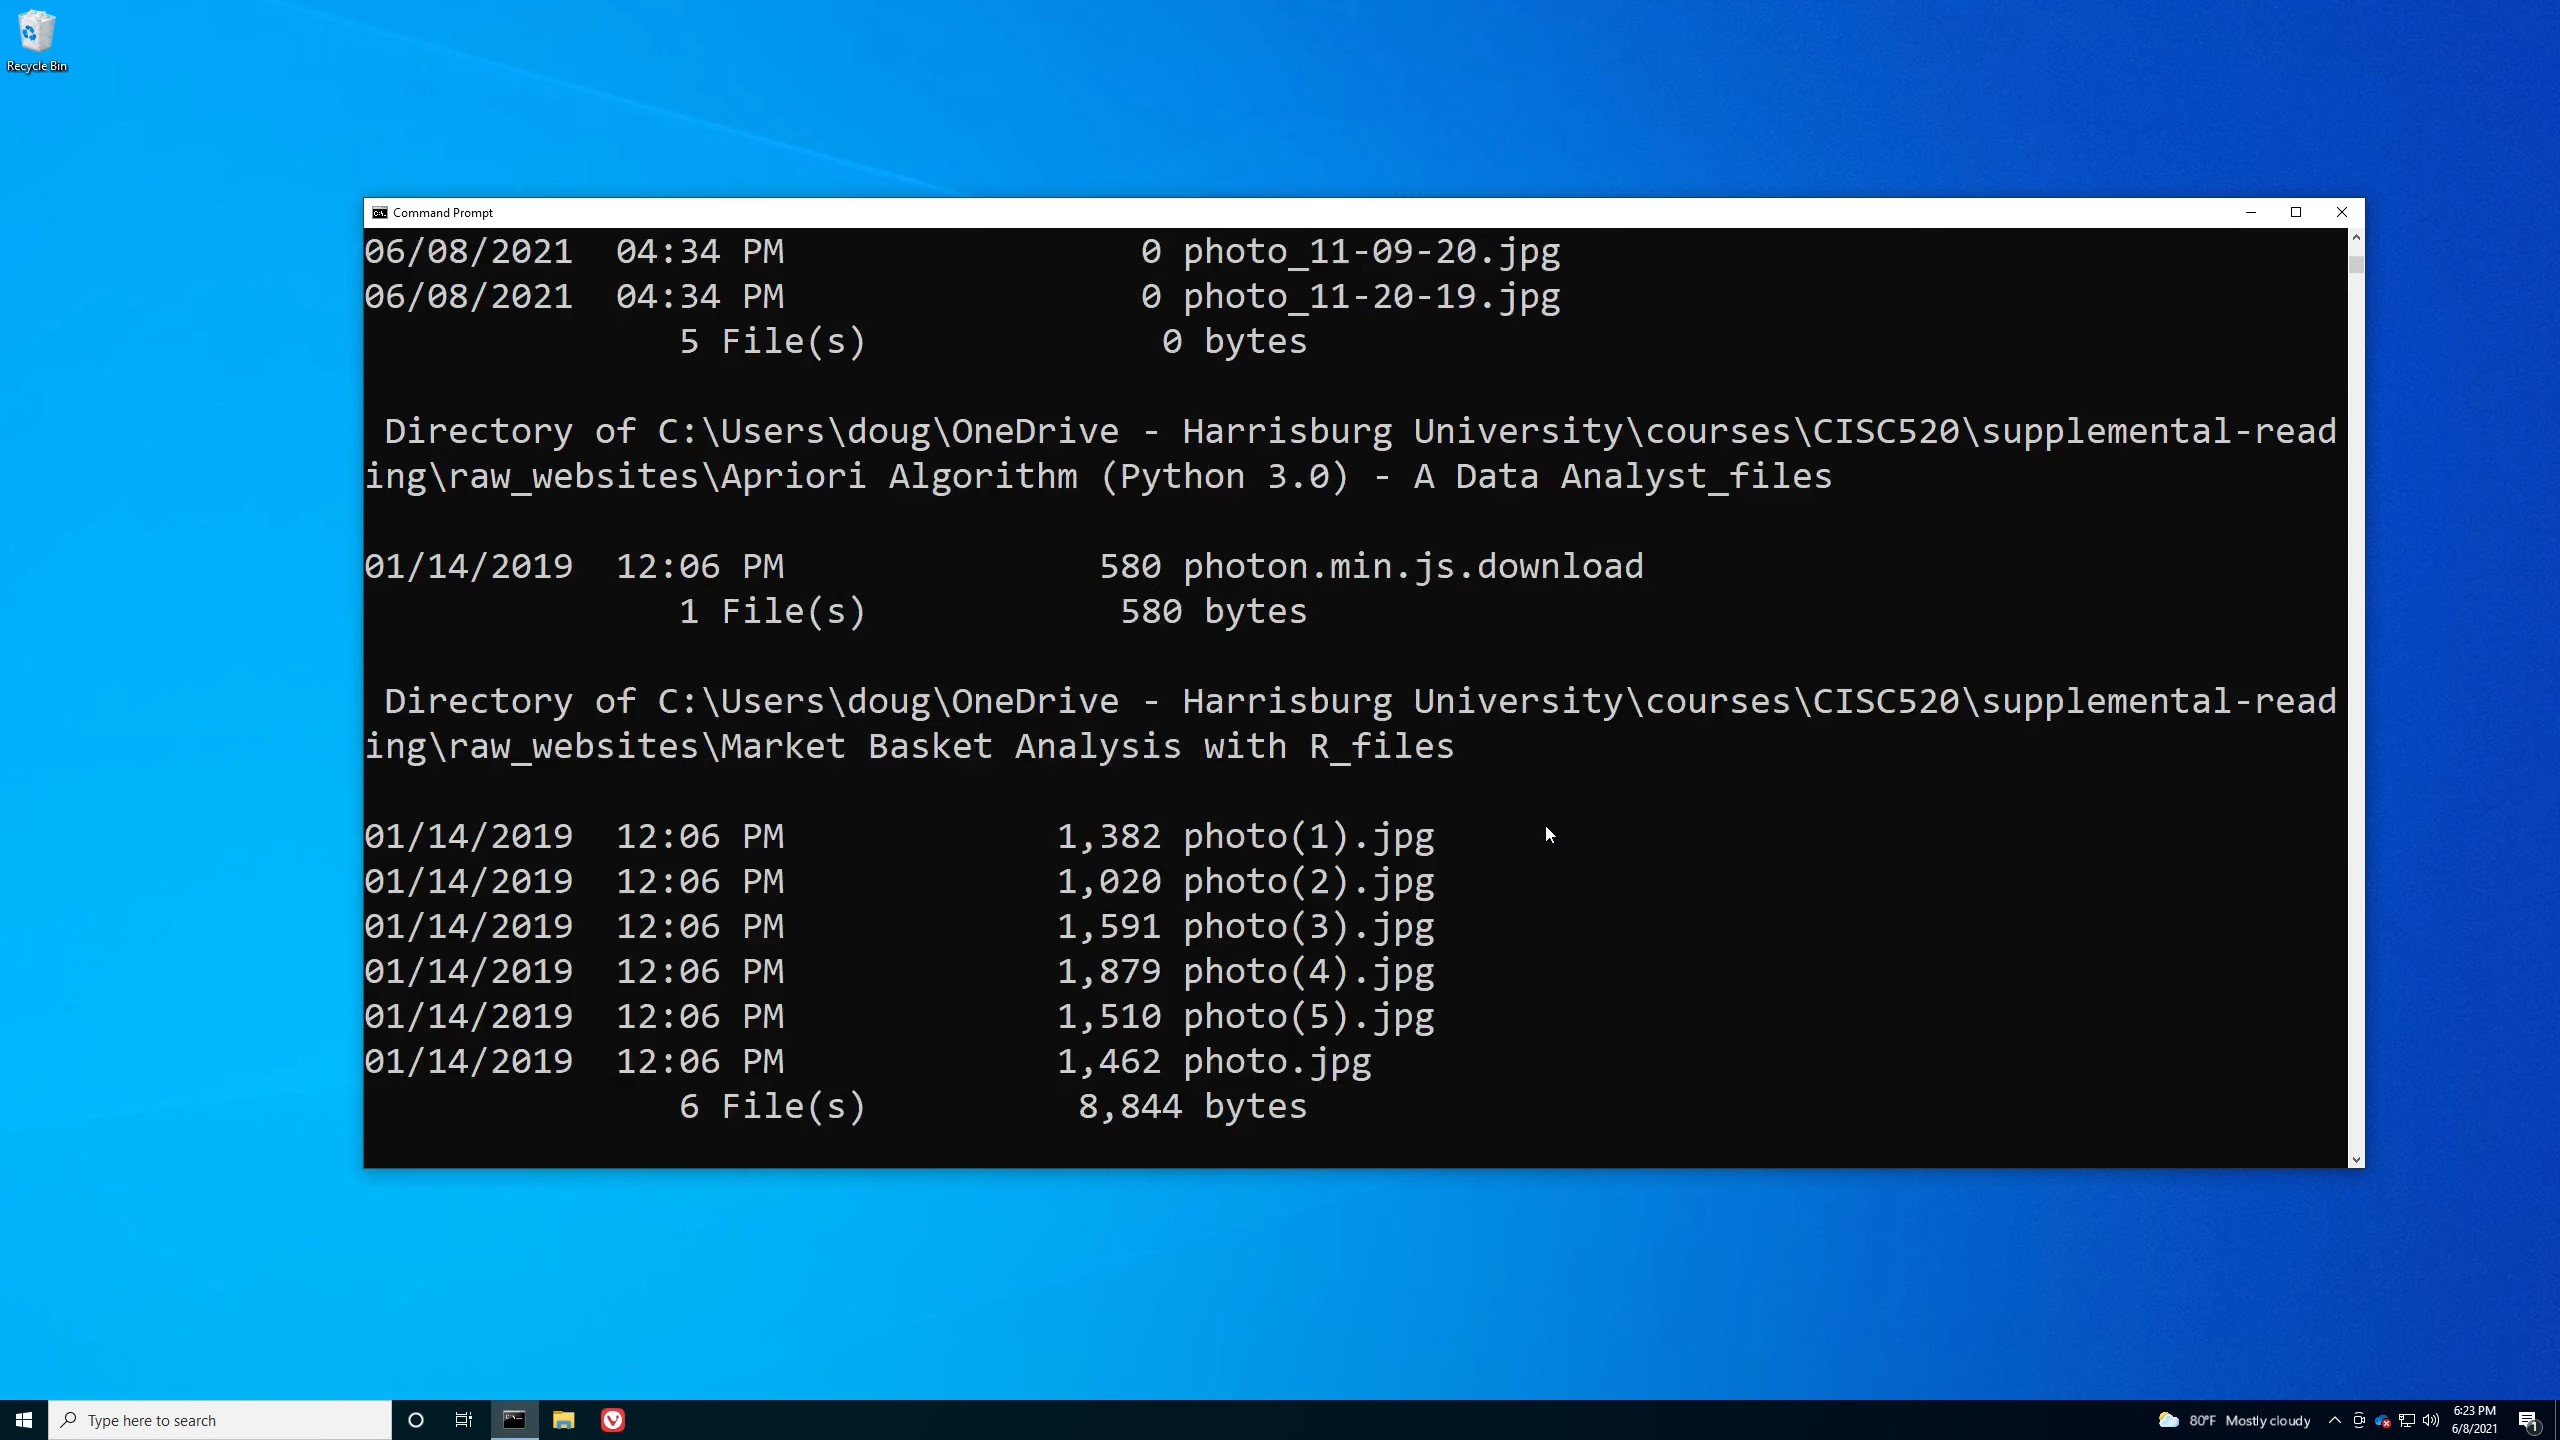 Recycle Bin
Command Prompt
06/08/2021  04:34 PM                 0 photo_11-09-20.jpg
06/08/2021  04:34 PM                 0 photo_11-20-19.jpg
               5 File(s)              0 bytes
 Directory of C:\Users\doug\OneDrive - Harrisburg University\courses\CISC520\supplemental-read
ing\raw_websites\Apriori Algorithm (Python 3.0) - A Data Analyst_files
01/14/2019  12:06 PM               580 photon.min.js.download
               1 File(s)            580 bytes
 Directory of C:\Users\doug\OneDrive - Harrisburg University\courses\CISC520\supplemental-read
ing\raw_websites\Market Basket Analysis with R_files
01/14/2019  12:06 PM             1,382 photo(1).jpg
01/14/2019  12:06 PM             1,020 photo(2).jpg
01/14/2019  12:06 PM             1,591 photo(3).jpg
01/14/2019  12:06 PM             1,879 photo(4).jpg
01/14/2019  12:06 PM             1,510 photo(5).jpg
01/14/2019  12:06 PM             1,462 photo.jpg
               6 File(s)          8,844 bytes
Type here to search
80°F Mostly cloudy
6:23 PM
6/8/2021
1